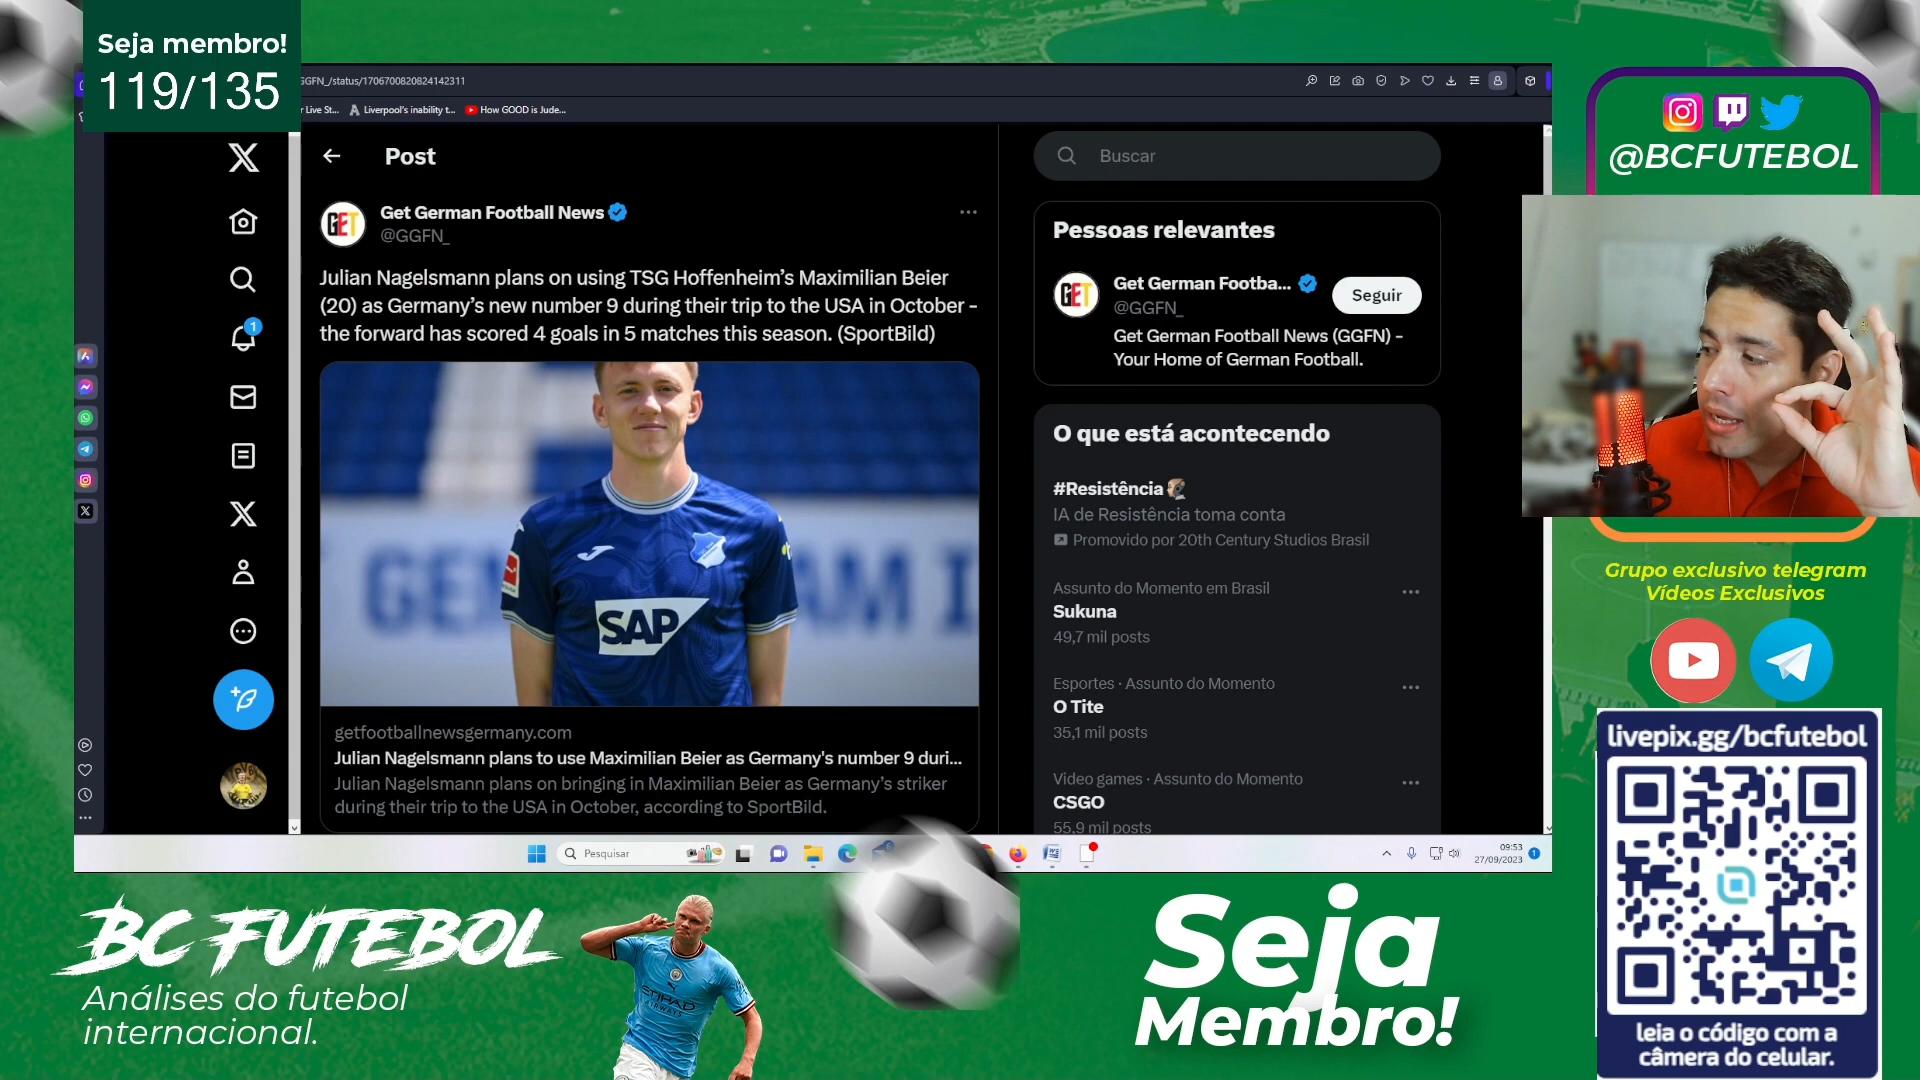 Seja membro!
119/135
GGFN_/status/1706700820824142311
r Live St...
Liverpool's inability t...
How GOOD is Jude...
Post
Buscar
GET
Get German Football News
@GGFN_
Julian Nagelsmann plans on using TSG Hoffenheim's Maximilian Beier
(20) as Germany's new number 9 during their trip to the USA in October -
the forward has scored 4 goals in 5 matches this season. (SportBild)
SAP
getfootballnewsgermany.com
Julian Nagelsmann plans to use Maximilian Beier as Germany's number 9 duri...
Julian Nagelsmann plans on bringing in Maximilian Beier as Germany's striker
during their trip to the USA in October, according to SportBild.
Pessoas relevantes
GET
Get German Footba...
@GGFN_
Seguir
Get German Football News (GGFN) -
Your Home of German Football.
O que está acontecendo
#Resistência
IA de Resistência toma conta
Promovido por 20th Century Studios Brasil
Assunto do Momento em Brasil
Sukuna
49,7 mil posts
Esportes · Assunto do Momento
O Tite
35,1 mil posts
Video games · Assunto do Momento
CSGO
55,9 mil posts
1
Pesquisar
09:53
27/09/2023
1
@BCFUTEBOL
Grupo exclusivo telegram
Vídeos Exclusivos
livepix.gg/bcfutebol
leia o código com a
câmera do celular.
BC FUTEBOL
Análises do futebol
internacional.
ETIHAD
AIRWAYS
Seja
Membro!